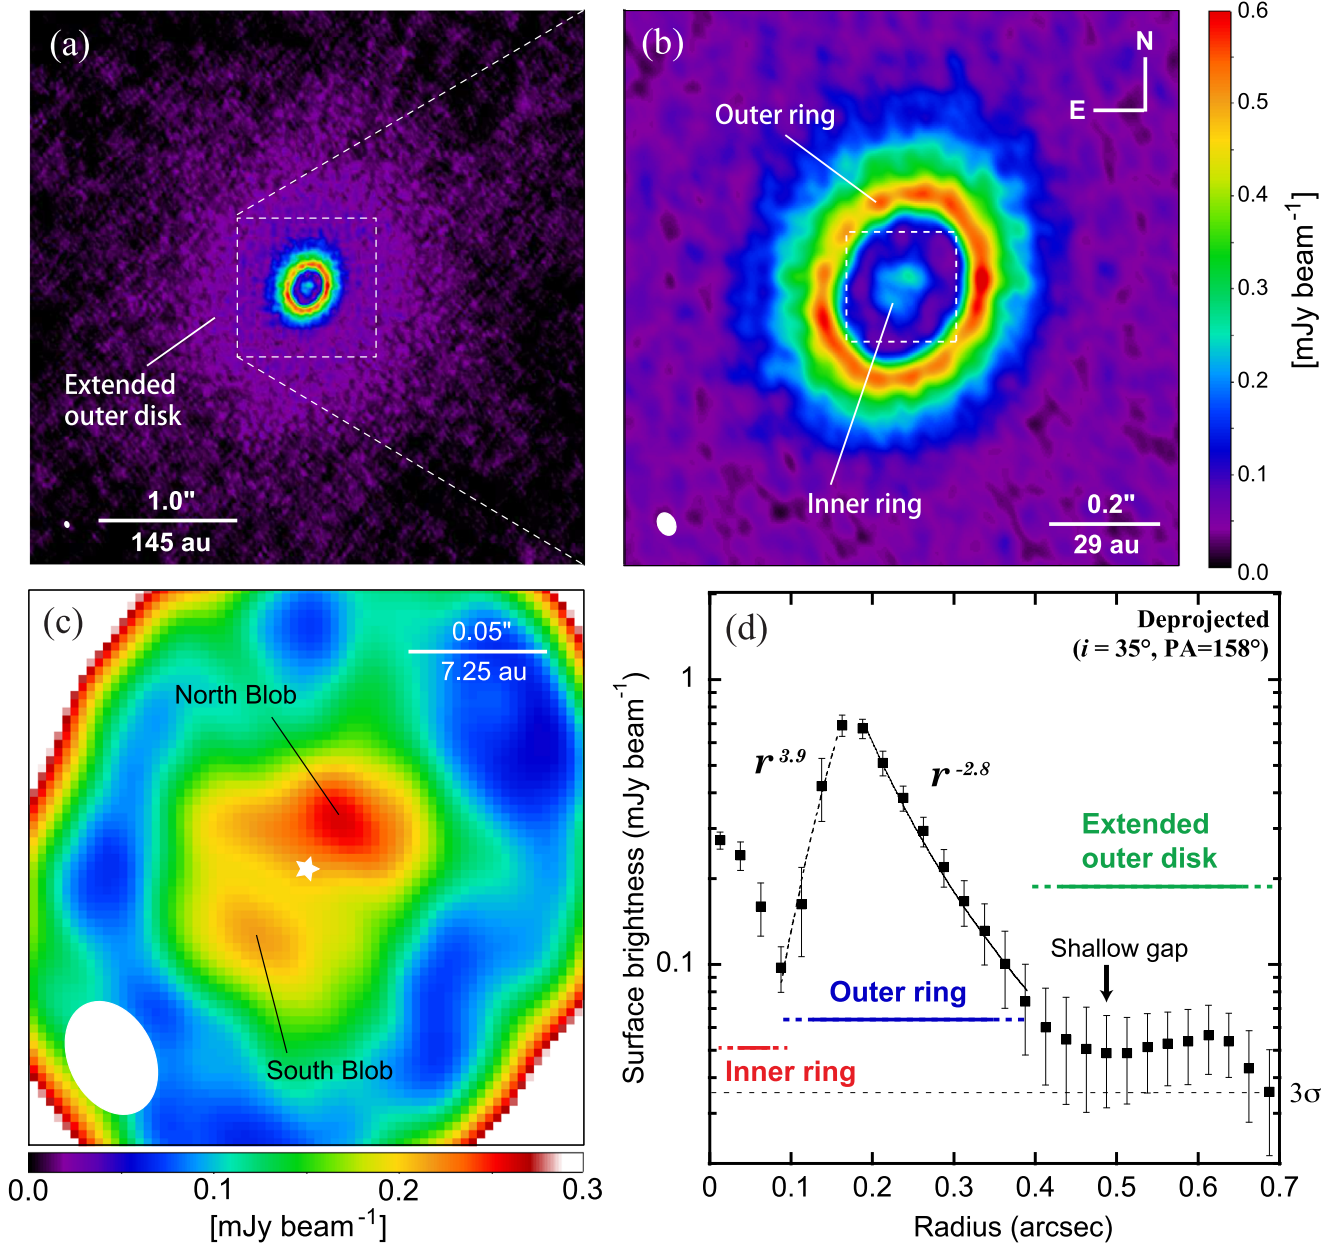 (a)
Extended
outer disk
1.0"
145 au
(b)
N
E
Outer ring
Inner ring
0.2"
29 au
0.6
0.5
0.4
0.3
0.2
0.1
0.0
[mJy beam⁻¹]
(c)
0.05"
7.25 au
North Blob
South Blob
0.0
0.1
0.2
0.3
[mJy beam⁻¹]
(d)
Deprojected
(i = 35°, PA=158°)
r³·⁹
r⁻²·⁸
Extended
outer disk
Shallow gap
Outer ring
Inner ring
3σ
1
0.1
Surface brightness (mJy beam⁻¹)
0
0.1
0.2
0.3
0.4
0.5
0.6
0.7
Radius (arcsec)